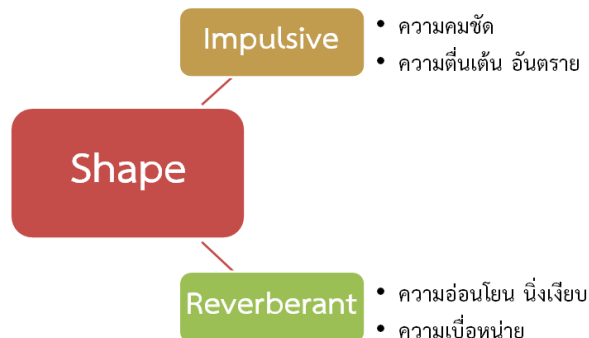 Impulsive
• ความคมชัด
• ความตื่นเต้น อันตราย
Shape
Reverberant
• ความอ่อนโยน นิ่งเงียบ
• ความเบื่อหน่าย